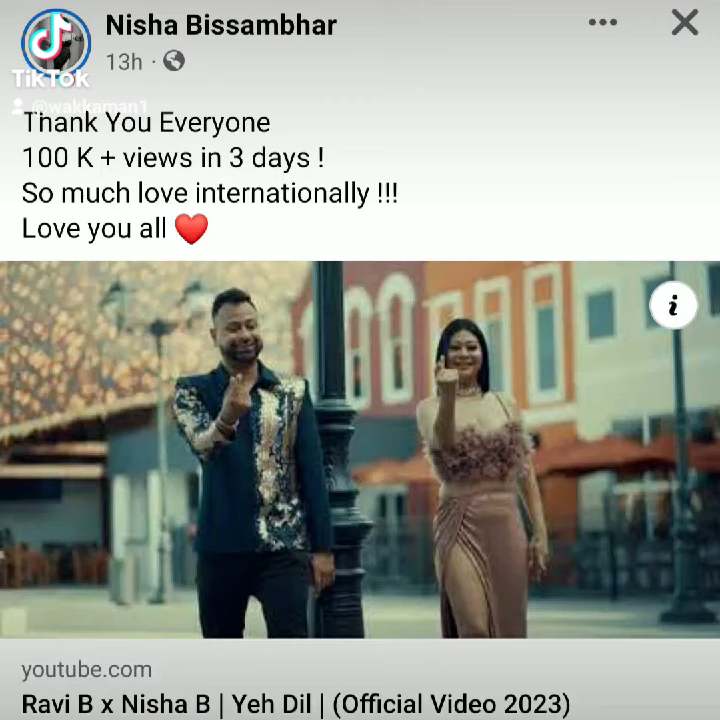 Nisha Bissambhar
13h ·
TikTok
@wakkaman1
Thank You Everyone
100 K + views in 3 days !
So much love internationally !!!
Love you all ❤️
i
youtube.com
Ravi B x Nisha B | Yeh Dil | (Official Video 2023)